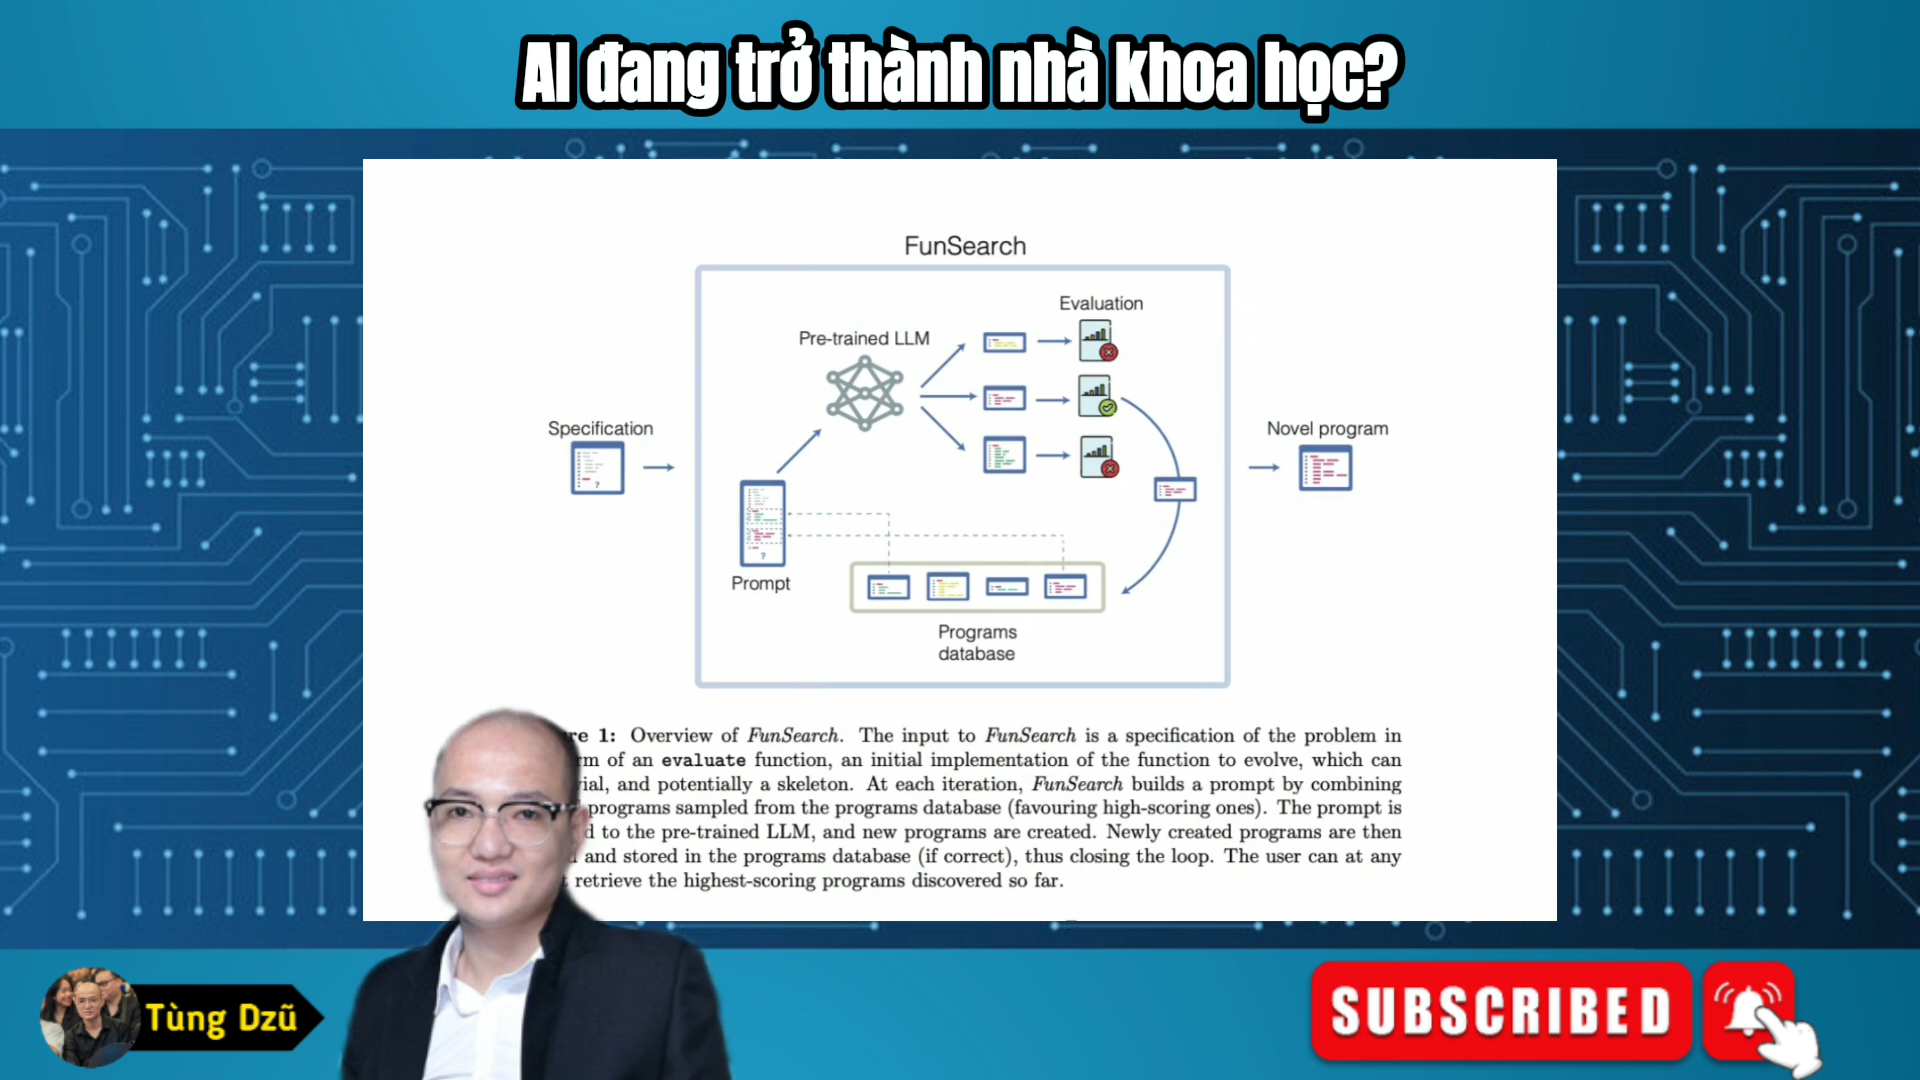 AI đang trở thành nhà khoa học?
FunSearch
Evaluation
Pre-trained LLM
Specification
Novel program
?
?
Prompt
Programs
database
re 1: Overview of FunSearch. The input to FunSearch is a specification of the problem in
rm of an evaluate function, an initial implementation of the function to evolve, which can
vial, and potentially a skeleton. At each iteration, FunSearch builds a prompt by combining
programs sampled from the programs database (favouring high-scoring ones). The prompt is
d to the pre-trained LLM, and new programs are created. Newly created programs are then
and stored in the programs database (if correct), thus closing the loop. The user can at any
retrieve the highest-scoring programs discovered so far.
Tùng Dzũ
SUBSCRIBED